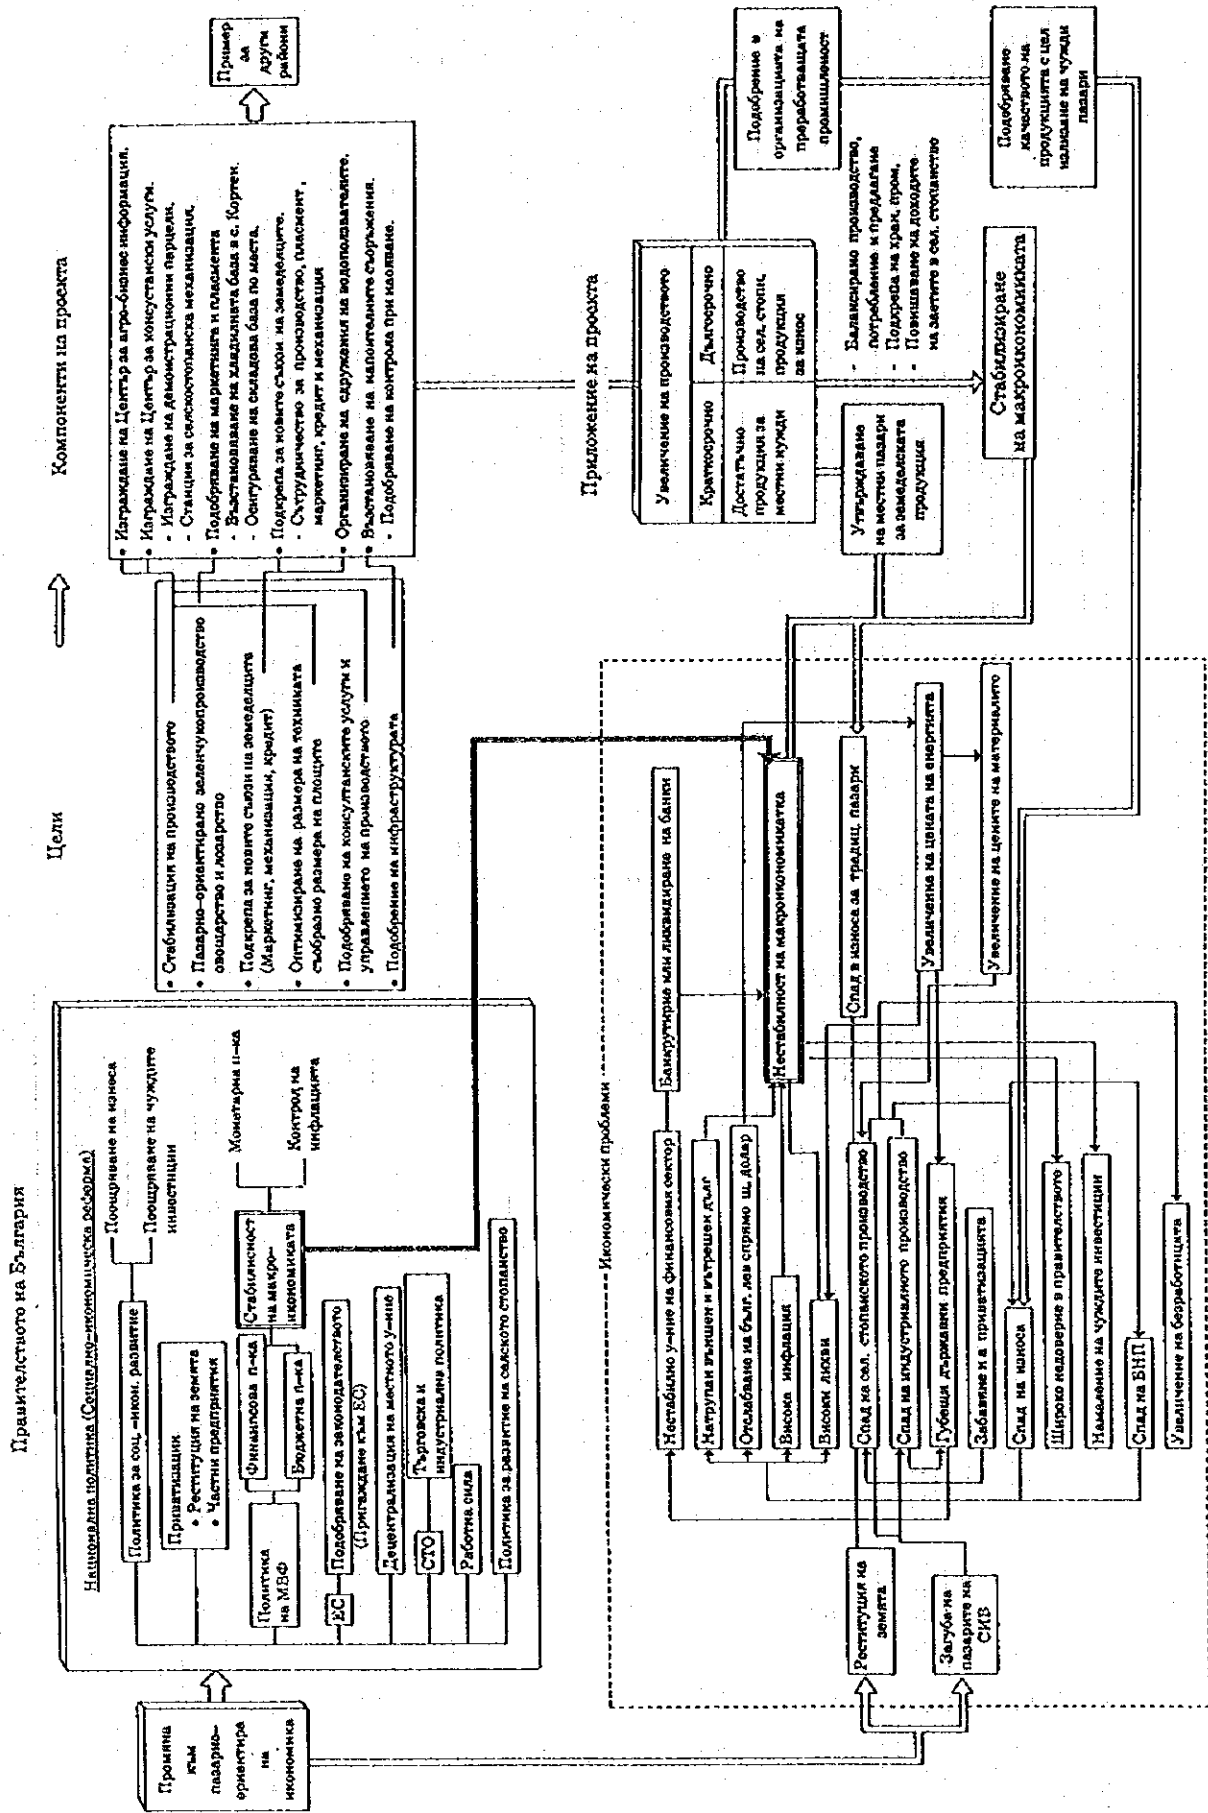 Правителството на България
Цели
Компоненти на проекта
Промяна
към
пазарно-
ориентира
на
икономика
Национална политика (Социално-икономическа реформа)
Политика за соц.-икон. развитие
Поощряване на износа
Поощряване на чуждите
инвестиции
Приватизация
• Реституция на земята
• Частни предприятия
Политика
на МВФ
Финансова п-ка
Бюджетна п-ка
Стабилност
на макро-
икономиката
Монетарна п-ка
Контрол на
инфлацията
ЕС
Подобряване на законодателството
(Пригаждане към ЕС)
Децентрализация на местното у-ние
СТО
Търговска и
индустриална политика
Работна сила
Политика за развитие на селското стопанство
• Стабилизация на производството
• Пазарно-ориентирано зеленчукопроизводство
овощарство и лозарство
• Подкрепа за новите съюзи на земеделците
(Маркетинг, механизация, кредит)
• Оптимизиране на размера на техниката
съобразно размера на площите
• Подобряване на консултанските услуги и
управлението на производството
• Подобрение на инфраструктурата
• Изграждане на Център за агро-бизнес информация.
• Изграждане на Център за консултански услуги.
- Изграждане на демонстрационни парцели.
- Станции за селскостопанска механизация.
• Подобряване на маркетинга и пласмента
- Възстановяване на хладилната база в с. Кортен
- Осигуряване на складова база по места.
• Подкрепа за новите съюзи на земеделците.
- Сътрудничество за производство, пласмент,
маркетинг, кредит и механизация
• Организиране на сдружения на водоползвателите.
• Възстановяване на напоителните съоръжения.
- Подобряване на контрола при напояване.
Пример
за
други
райони
Икономически проблеми
Реституция на
земята
Загуба на
пазарите на
СИВ
Нестабилно у-ние на финансовия сектор
Натрупан външен и вътрешен дълг
Отслабване на бълг. лев спрямо щ. долар
Висока инфлация
Високи лихви
Спад на сел. стопанското производство
Спад на индустриалното производство
Губещи държавни предприятия
Забавяне на приватизацията
Спад на износа
Широко недоверие в правителството
Намаление на чуждите инвестиции
Спад на БНП
Увеличение на безработицата
Банкрутиране или ликвидиране на банки
Нестабилност на макроикономикатка
Спад в износа за традиц. пазари
Увеличение на цената на енергията
Увеличение на цените на материалите
Приложение на проекта
Увеличение на производството
Краткосрочно
Дългосрочно
Достатъчно
продукция за
местни нужди
Производство
на сел. стоп.
продукция
за износ
Утвърждаване
на местни пазари
за земеделската
продукция
- Балансирано производство,
потребление и предлагане
- Подкрепа на хран. пром.
- Повишаване на доходите
на заетите в сел. стопанство
Стабилизиране
на макроикономиката
Подобрение в
организацията на
преработващата
промишленост
Подобряване
качеството на
продукцията с цел
излизане на чужди
пазари